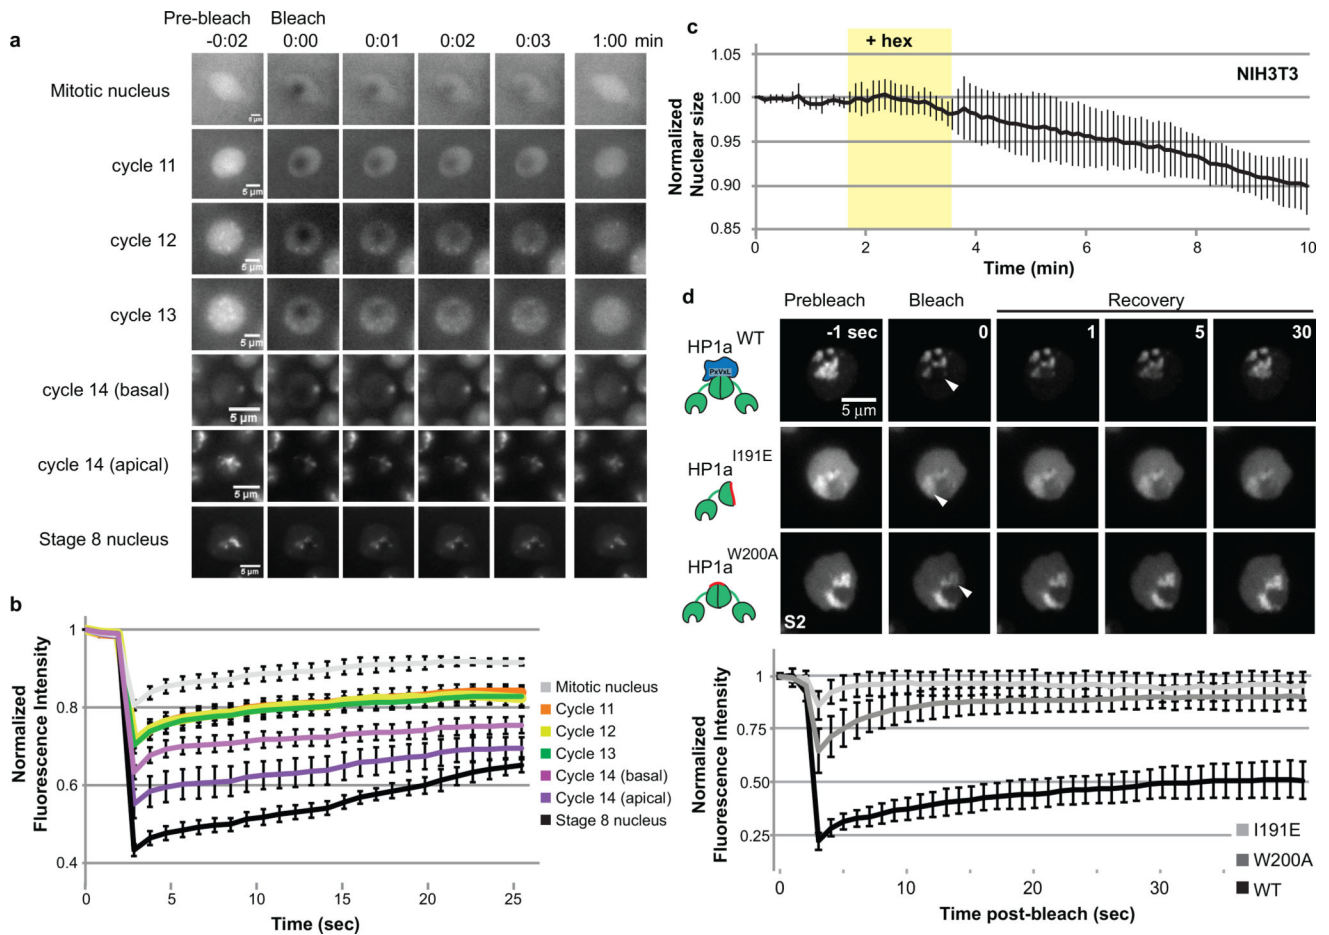 a
Pre-bleach Bleach
-0:02 0:00 0:01 0:02 0:03 1:00 min
Mitotic nucleus
5 µm
cycle 11
5 µm
cycle 12
5 µm
cycle 13
5 µm
cycle 14 (basal)
5 µm
cycle 14 (apical)
5 µm
Stage 8 nucleus
5 µm
b
Normalized
Fluorescence Intensity
1
0.8
0.6
0.4
0 5 10 15 20 25
Time (sec)
Mitotic nucleus
Cycle 11
Cycle 12
Cycle 13
Cycle 14 (basal)
Cycle 14 (apical)
Stage 8 nucleus
c
+ hex
NIH3T3
Normalized
Nuclear size
1.05
1.00
0.95
0.90
0.85
0 2 4 6 8 10
Time (min)
d
Prebleach Bleach Recovery
-1 sec 0 1 5 30
HP1a WT
PxVxL
5 µm
HP1a I191E
HP1a W200A
S2
Normalized
Fluorescence Intensity
1
0.75
0.50
0.25
0 10 20 30
Time post-bleach (sec)
I191E
W200A
WT